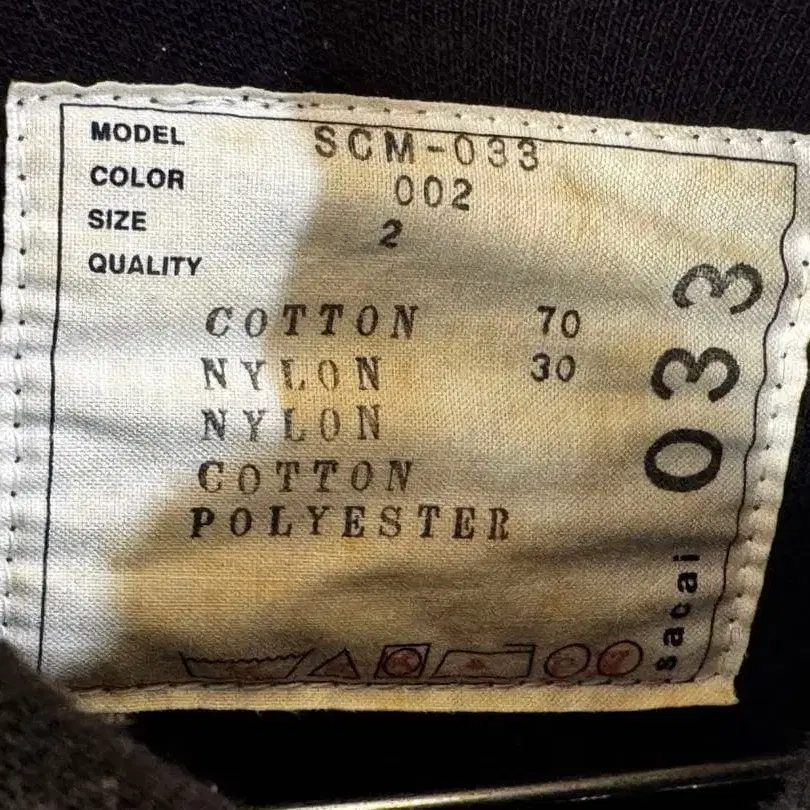 MODEL SCM-033
COLOR 002
SIZE 2
QUALITY
COTTON 70
NYLON 30
NYLON
COTTON
POLYESTER
sacai 033